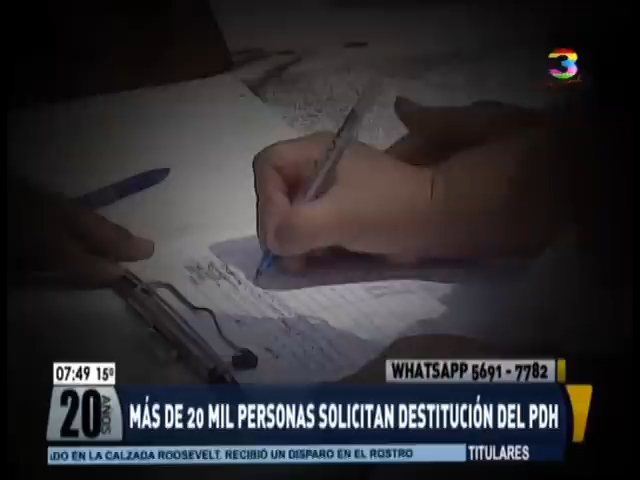 3
WHATSAPP 5691 - 7782
07:49 15º
20 AÑOS
MÁS DE 20 MIL PERSONAS SOLICITAN DESTITUCIÓN DEL PDH
ADO EN LA CALZADA ROOSEVELT. RECIBIÓ UN DISPARO EN EL ROSTRO
TITULARES